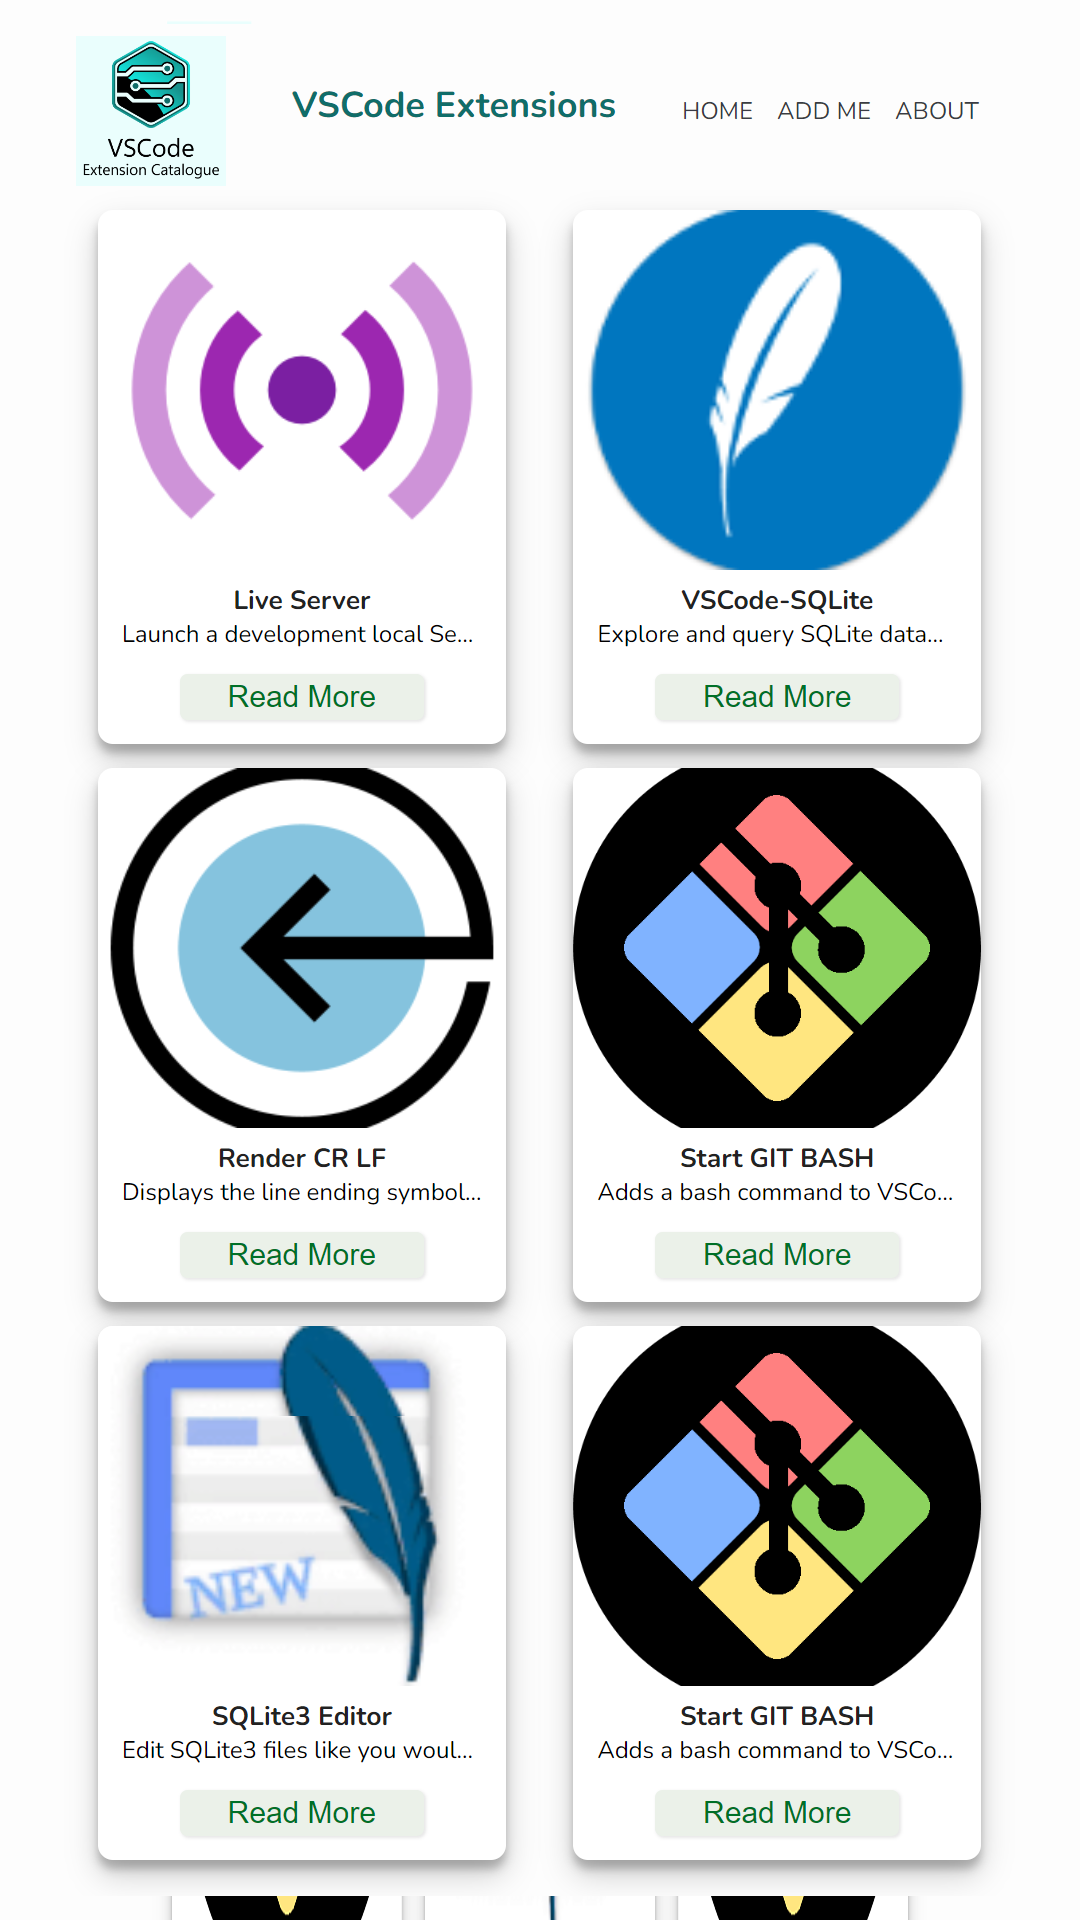 VSCode
Extension Catalogue
VSCode Extensions
HOME ADD ME ABOUT
Live Server
Launch a development local Se...
Read More
VSCode-SQLite
Explore and query SQLite data...
Read More
Render CR LF
Displays the line ending symbol...
Read More
Start GIT BASH
Adds a bash command to VSCo...
Read More
NEW
SQLite3 Editor
Edit SQLite3 files like you woul...
Read More
Start GIT BASH
Adds a bash command to VSCo...
Read More